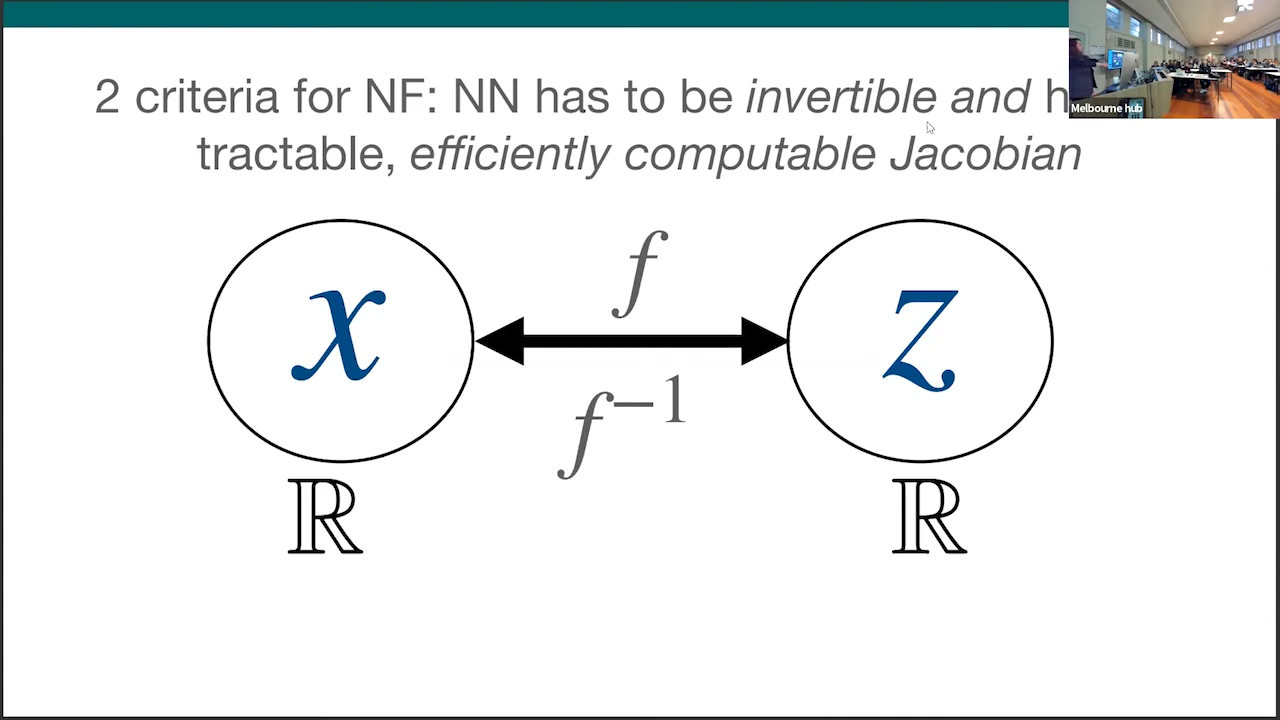 2 criteria for NF: NN has to be invertible and
tractable, efficiently computable Jacobian
Melbourne hub
f
x
z
f⁻¹
ℝ
ℝ